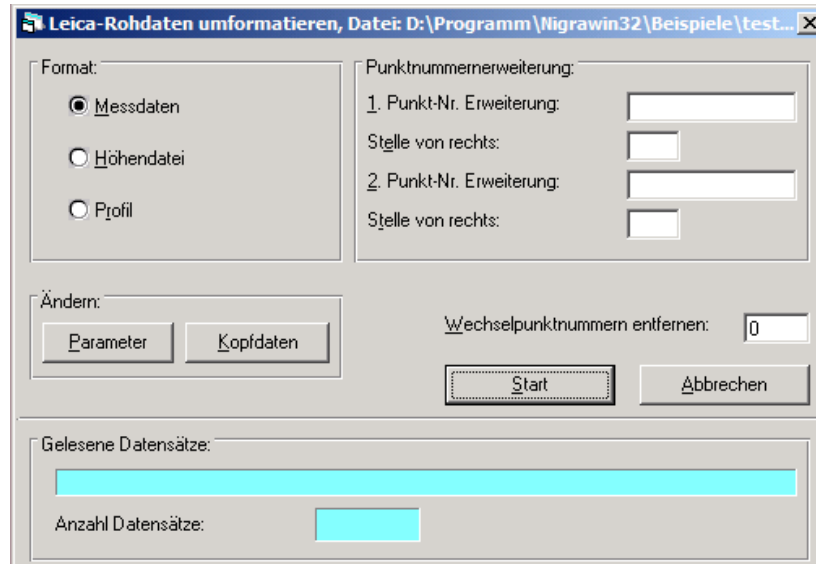 Leica-Rohdaten umformatieren, Datei: D:\Programm\Nigrawin32\Beispiele\test...
Format:
Messdaten
Höhendatei
Profil
Punktnummernerweiterung:
1. Punkt-Nr. Erweiterung:
Stelle von rechts:
2. Punkt-Nr. Erweiterung:
Stelle von rechts:
Ändern:
Parameter
Kopfdaten
Wechselpunktnummern entfernen: 0
Start
Abbrechen
Gelesene Datensätze:
Anzahl Datensätze: